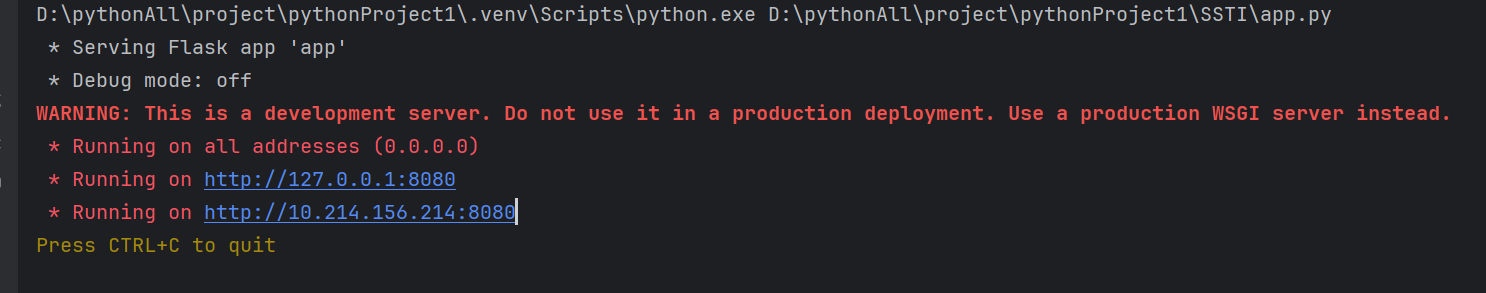 D:\pythonAll\project\pythonProject1\.venv\Scripts\python.exe D:\pythonAll\project\pythonProject1\SSTI\app.py
* Serving Flask app 'app'
* Debug mode: off
WARNING: This is a development server. Do not use it in a production deployment. Use a production WSGI server instead.
* Running on all addresses (0.0.0.0)
* Running on http://127.0.0.1:8080
* Running on http://10.214.156.214:8080
Press CTRL+C to quit